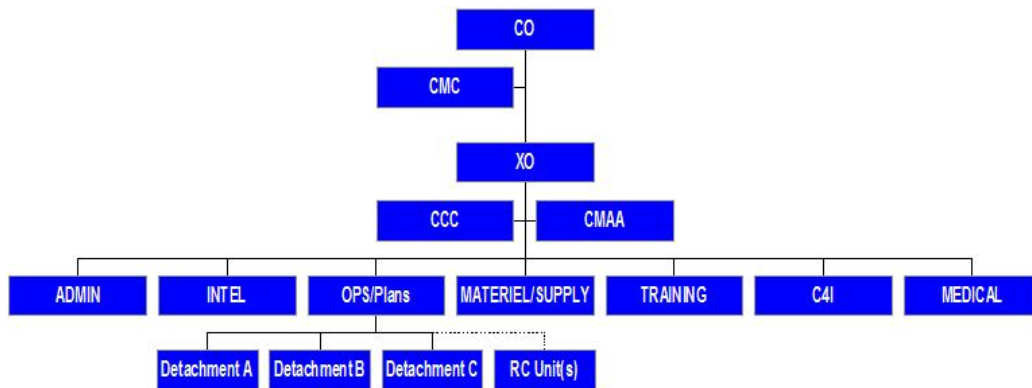 CO
CMC
XO
CCC
CMAA
ADMIN
INTEL
OPS/Plans
MATERIEL/SUPPLY
TRAINING
C4I
MEDICAL
Detachment A
Detachment B
Detachment C
RC Unit(s)